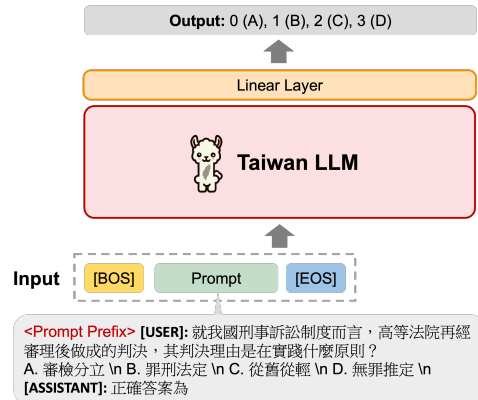 Output: 0 (A), 1 (B), 2 (C), 3 (D)
Linear Layer
Taiwan LLM
Input
[BOS] Prompt [EOS]
<Prompt Prefix> [USER]: 就我國刑事訴訟制度而言，高等法院再經
審理後做成的判決，其判決理由是在實踐什麼原則？
A. 審檢分立 \n B. 罪刑法定 \n C. 從舊從輕 \n D. 無罪推定 \n
[ASSISTANT]: 正確答案為